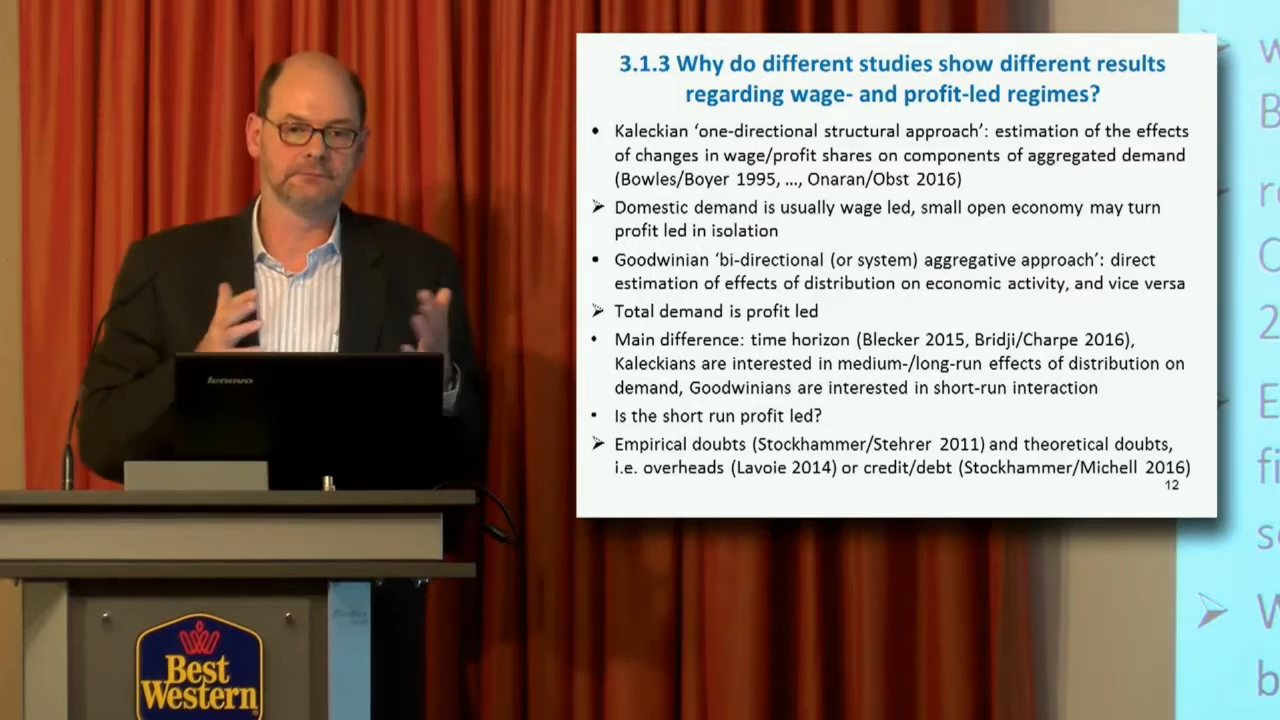 3.1.3 Why do different studies show different results
regarding wage- and profit-led regimes?
• Kaleckian ‘one-directional structural approach’: estimation of the effects
of changes in wage/profit shares on components of aggregated demand
(Bowles/Boyer 1995, …, Onaran/Obst 2016)
➢ Domestic demand is usually wage led, small open economy may turn
profit led in isolation
• Goodwinian ‘bi-directional (or system) aggregative approach’: direct
estimation of effects of distribution on economic activity, and vice versa
➢ Total demand is profit led
• Main difference: time horizon (Blecker 2015, Bridji/Charpe 2016),
Kaleckians are interested in medium-/long-run effects of distribution on
demand, Goodwinians are interested in short-run interaction
• Is the short run profit led?
➢ Empirical doubts (Stockhammer/Stehrer 2011) and theoretical doubts,
i.e. overheads (Lavoie 2014) or credit/debt (Stockhammer/Michell 2016)
12
lenovo
Best
Western